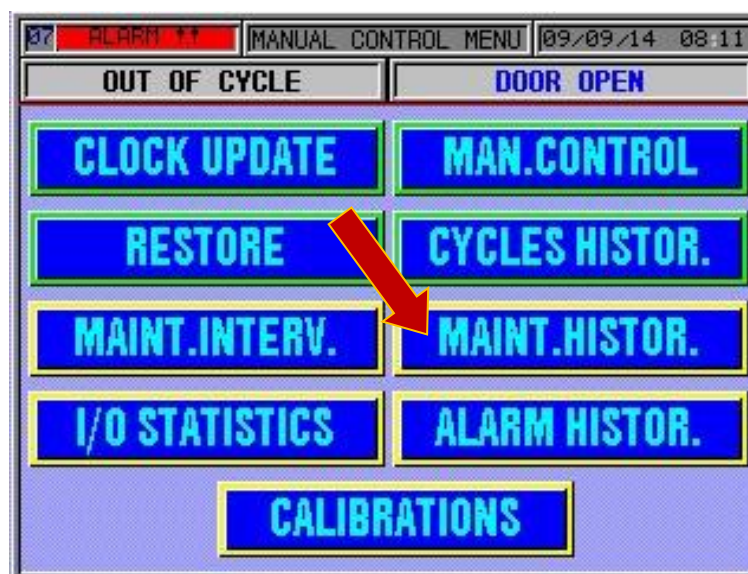 07 ALARM !! MANUAL CONTROL MENU 09/09/14 08:11
OUT OF CYCLE DOOR OPEN
CLOCK UPDATE MAN.CONTROL
RESTORE CYCLES HISTOR.
MAINT.INTERV. MAINT.HISTOR.
I/O STATISTICS ALARM HISTOR.
CALIBRATIONS